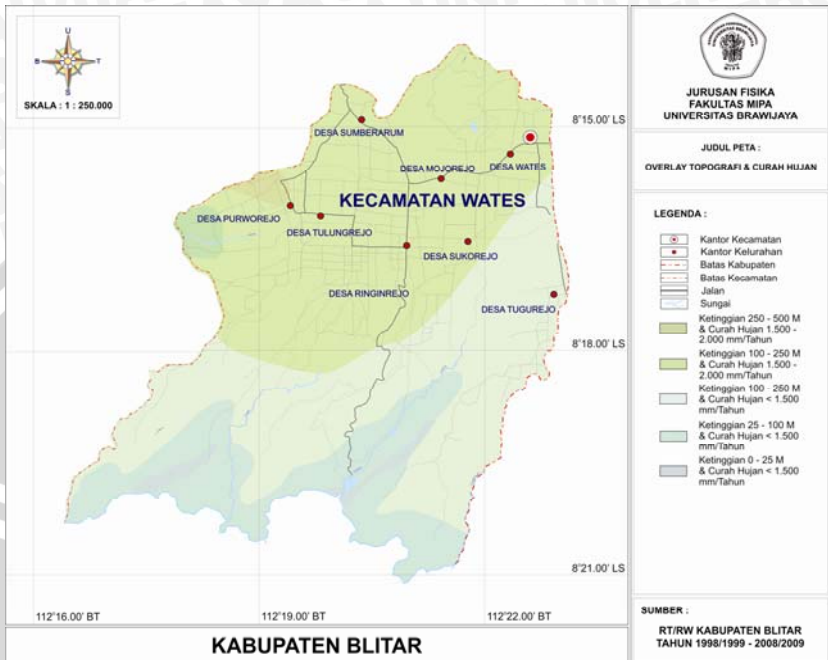 U
B
T
S
SKALA : 1 : 250.000
DESA SUMBERARUM
DESA MOJOREJO
DESA WATES
KECAMATAN WATES
DESA PURWOREJO
DESA TULUNGREJO
DESA SUKOREJO
DESA RINGINREJO
DESA TUGUREJO
8°15.00' LS
8°18.00' LS
8°21.00' LS
112°16.00' BT
112°19.00' BT
112°22.00' BT
KABUPATEN BLITAR
JURUSAN FISIKA
FAKULTAS MIPA
UNIVERSITAS BRAWIJAYA
JUDUL PETA :
OVERLAY TOPOGRAFI & CURAH HUJAN
LEGENDA :
Kantor Kecamatan
Kantor Kelurahan
Batas Kabupaten
Batas Kecamatan
Jalan
Sungai
Ketinggian 250 - 500 M
& Curah Hujan 1.500 -
2.000 mm/Tahun
Ketinggian 100 - 250 M
& Curah Hujan 1.500 -
2.000 mm/Tahun
Ketinggian 100 - 250 M
& Curah Hujan < 1.500
mm/Tahun
Ketinggian 25 - 100 M
& Curah Hujan < 1.500
mm/Tahun
Ketinggian 0 - 25 M
& Curah Hujan < 1.500
mm/Tahun
SUMBER :
RT/RW KABUPATEN BLITAR
TAHUN 1998/1999 - 2008/2009